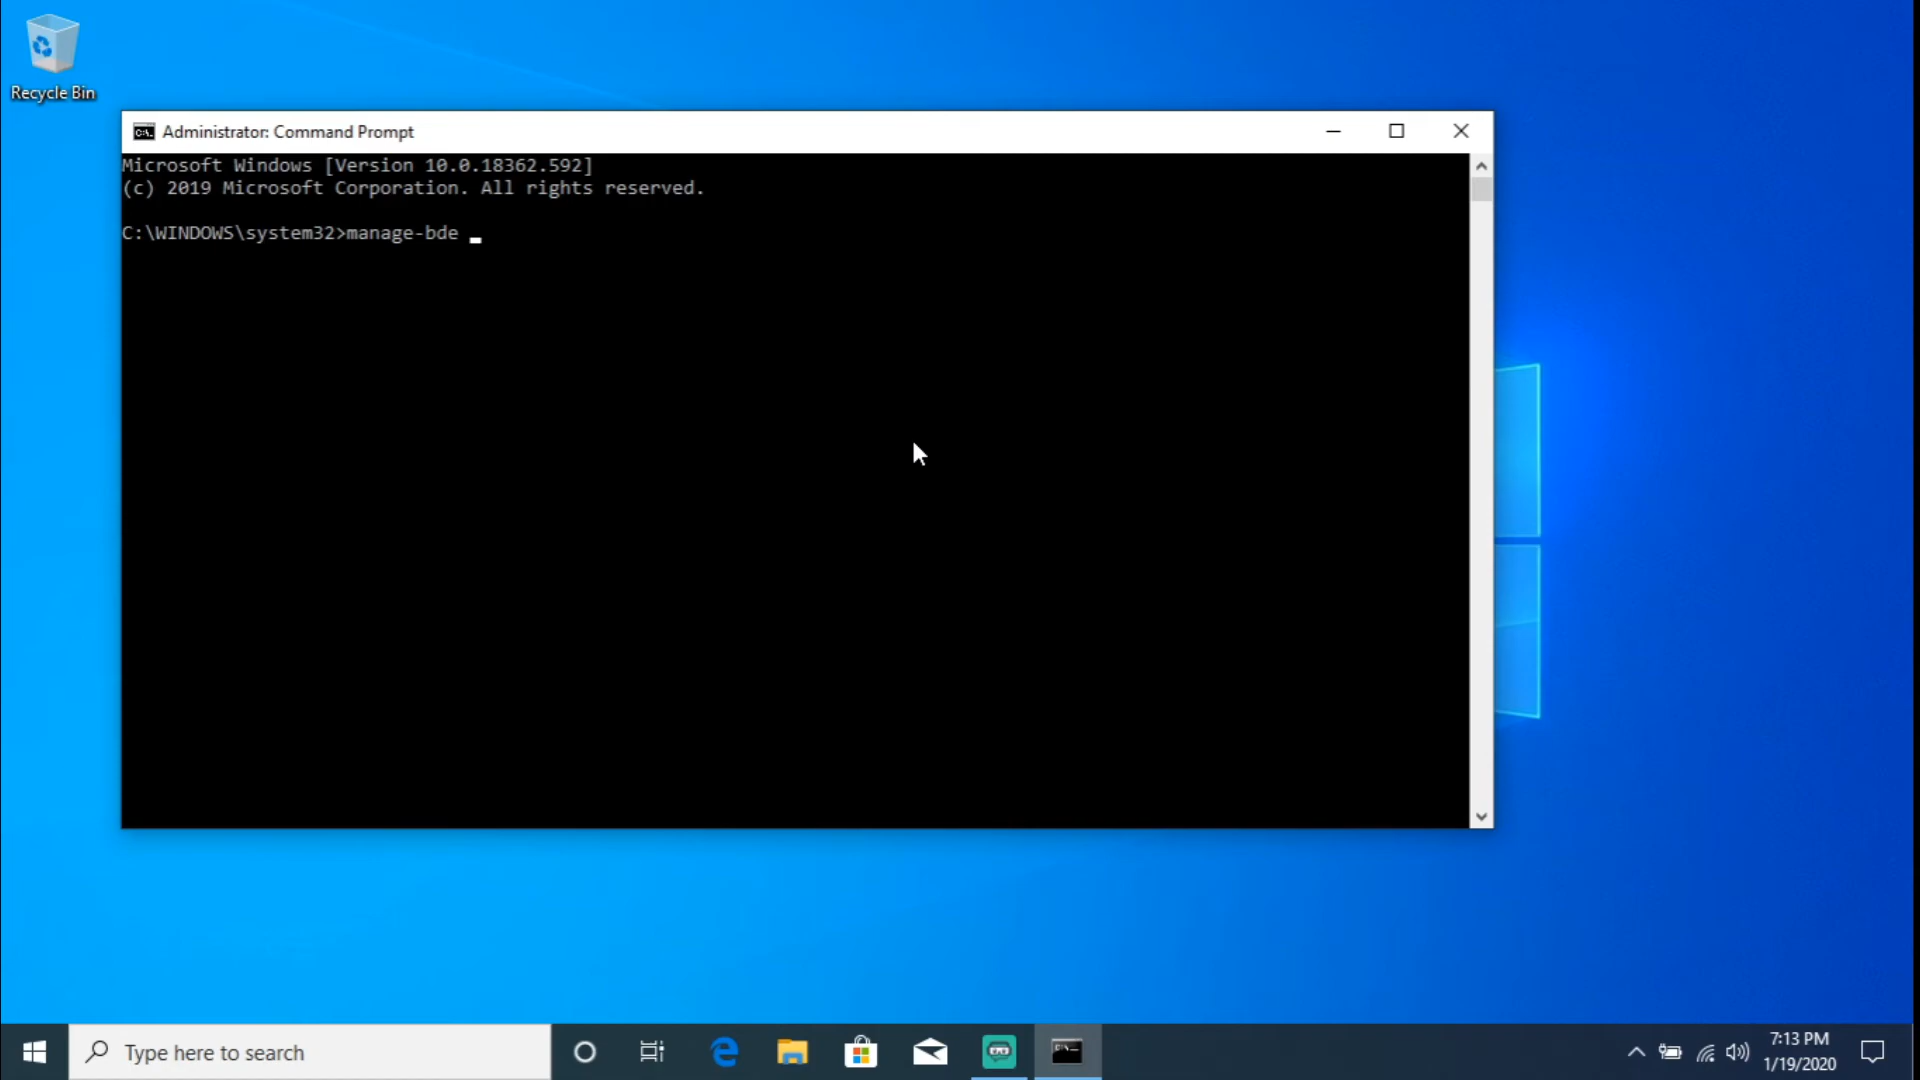 Recycle Bin
Administrator: Command Prompt
Microsoft Windows [Version 10.0.18362.592]
(c) 2019 Microsoft Corporation. All rights reserved.
C:\WINDOWS\system32>manage-bde
Type here to search
7:13 PM
1/19/2020